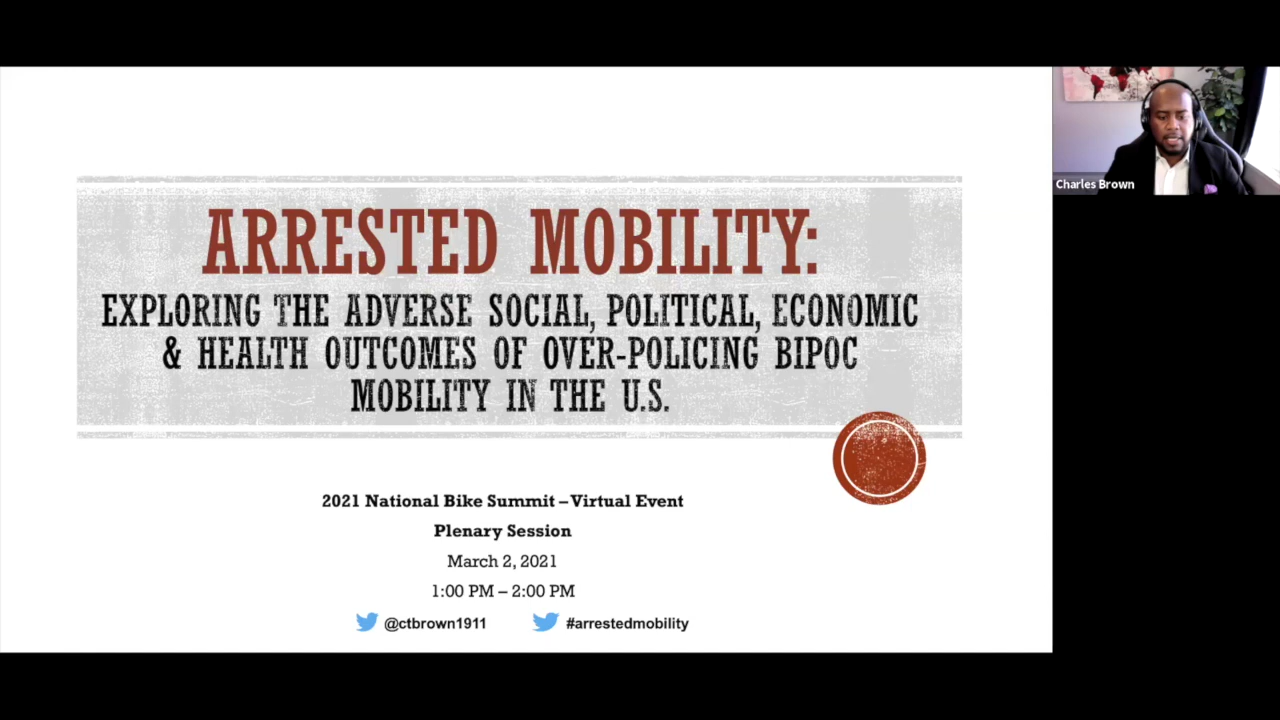 ARRESTED MOBILITY:
EXPLORING THE ADVERSE SOCIAL, POLITICAL, ECONOMIC
& HEALTH OUTCOMES OF OVER-POLICING BIPOC
MOBILITY IN THE U.S.
2021 National Bike Summit – Virtual Event
Plenary Session
March 2, 2021
1:00 PM – 2:00 PM
@ctbrown1911 #arrestedmobility
Charles Brown